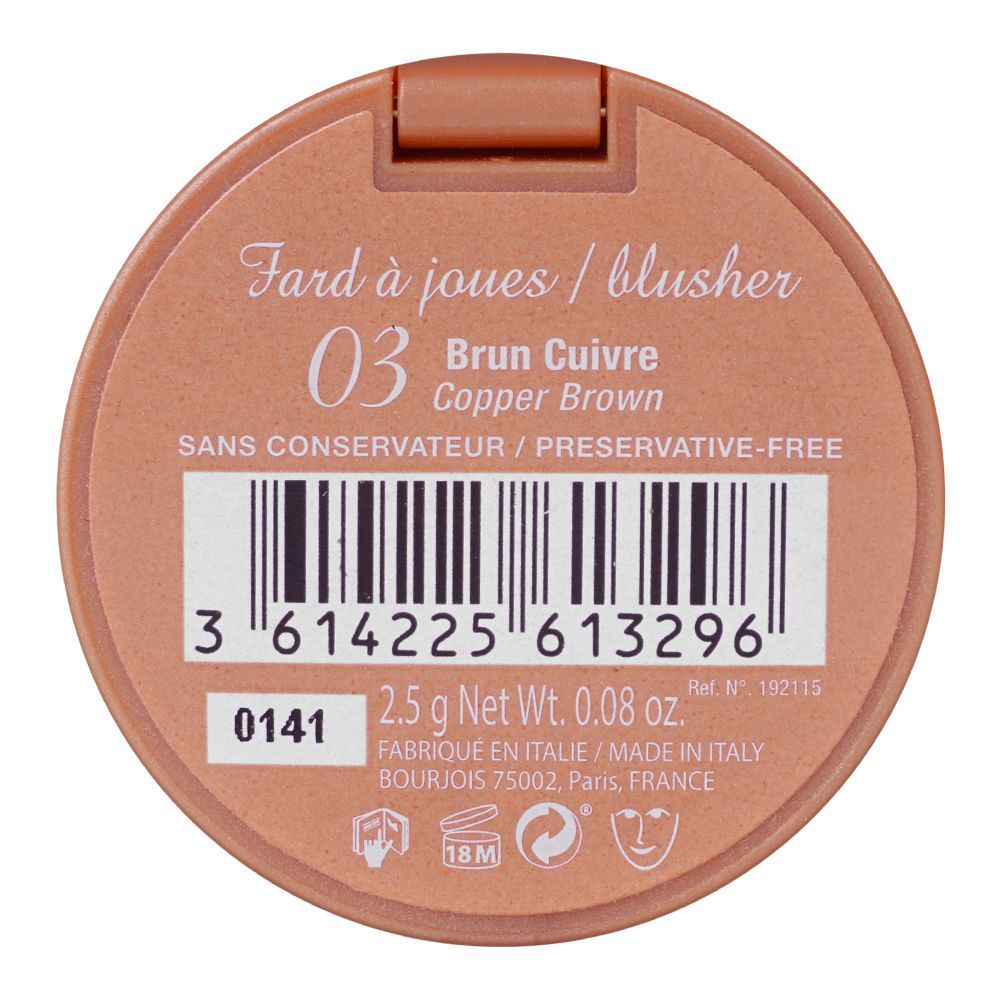 Fard à joues / blusher
03 Brun Cuivre
Copper Brown
SANS CONSERVATEUR / PRESERVATIVE-FREE
3 614225 613296
Ref. N°. 192115
0141
2.5 g Net Wt. 0.08 oz.
FABRIQUÉ EN ITALIE / MADE IN ITALY
BOURJOIS 75002, Paris, FRANCE
18M ®